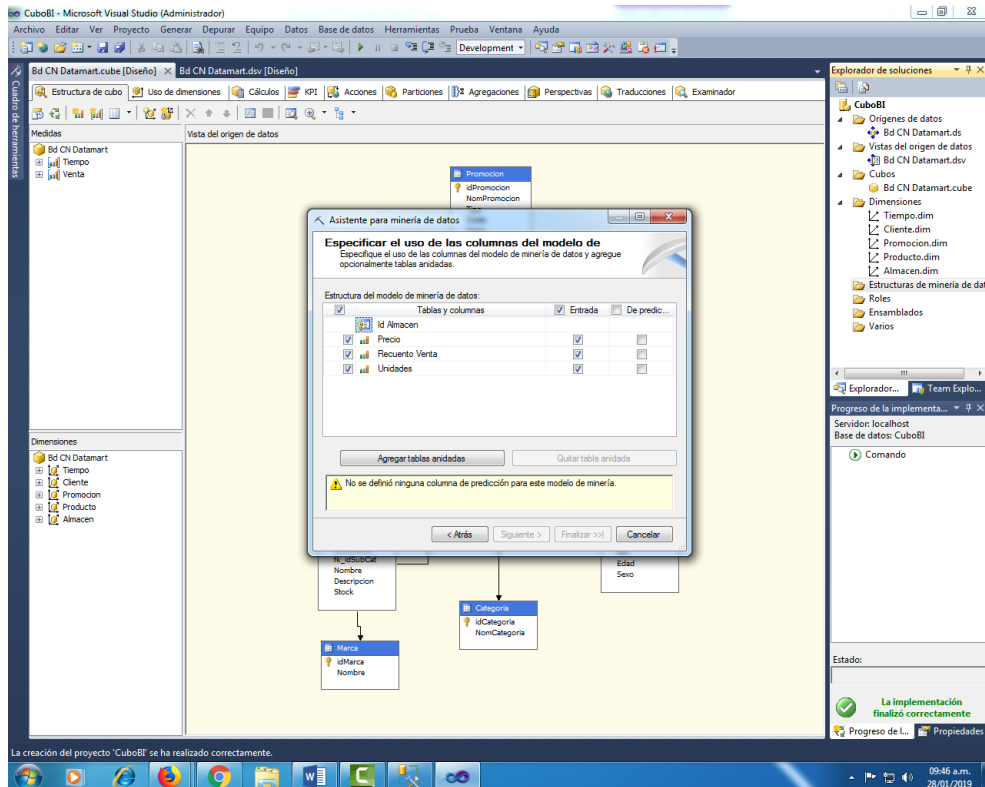 CuboBI - Microsoft Visual Studio (Administrador)
Archivo Editar Ver Proyecto Generar Depurar Equipo Datos Base de datos Herramientas Prueba Ventana Ayuda
Development
Cuadro de herramientas
Bd CN Datamart.cube [Diseño]
Bd CN Datamart.dsv [Diseño]
Estructura de cubo
Uso de dimensiones
Cálculos
KPI
Acciones
Particiones
Agregaciones
Perspectivas
Traducciones
Examinador
Medidas
Bd CN Datamart
Tiempo
Venta
Vista del origen de datos
Promocion
idPromocion
NomPromocion
Asistente para minería de datos
Especificar el uso de las columnas del modelo de
Especifique el uso de las columnas del modelo de minería de datos y agregue
opcionalmente tablas anidadas.
Estructura del modelo de minería de datos:
Tablas y columnas
Entrada
De predic...
Id Almacen
Precio
Recuento Venta
Unidades
Agregar tablas anidadas
Quitar tabla anidada
No se definió ninguna columna de predicción para este modelo de minería.
< Atrás
Siguiente >
Finalizar >>|
Cancelar
fk_idSubCat
Nombre
Descripcion
Stock
Edad
Sexo
Categoria
idCategoria
NomCategoria
Marca
idMarca
Nombre
Dimensiones
Bd CN Datamart
Tiempo
Cliente
Promocion
Producto
Almacen
Explorador de soluciones
CuboBI
Orígenes de datos
Bd CN Datamart.ds
Vistas del origen de datos
Bd CN Datamart.dsv
Cubos
Bd CN Datamart.cube
Dimensiones
Tiempo.dim
Cliente.dim
Promocion.dim
Producto.dim
Almacen.dim
Estructuras de minería de dat
Roles
Ensamblados
Varios
Explorador...
Team Explo...
Progreso de la implementa...
Servidor: localhost
Base de datos: CuboBI
Comando
Estado:
La implementación
finalizó correctamente
Progreso de l...
Propiedades
La creación del proyecto 'CuboBI' se ha realizado correctamente.
09:46 a.m.
28/01/2019